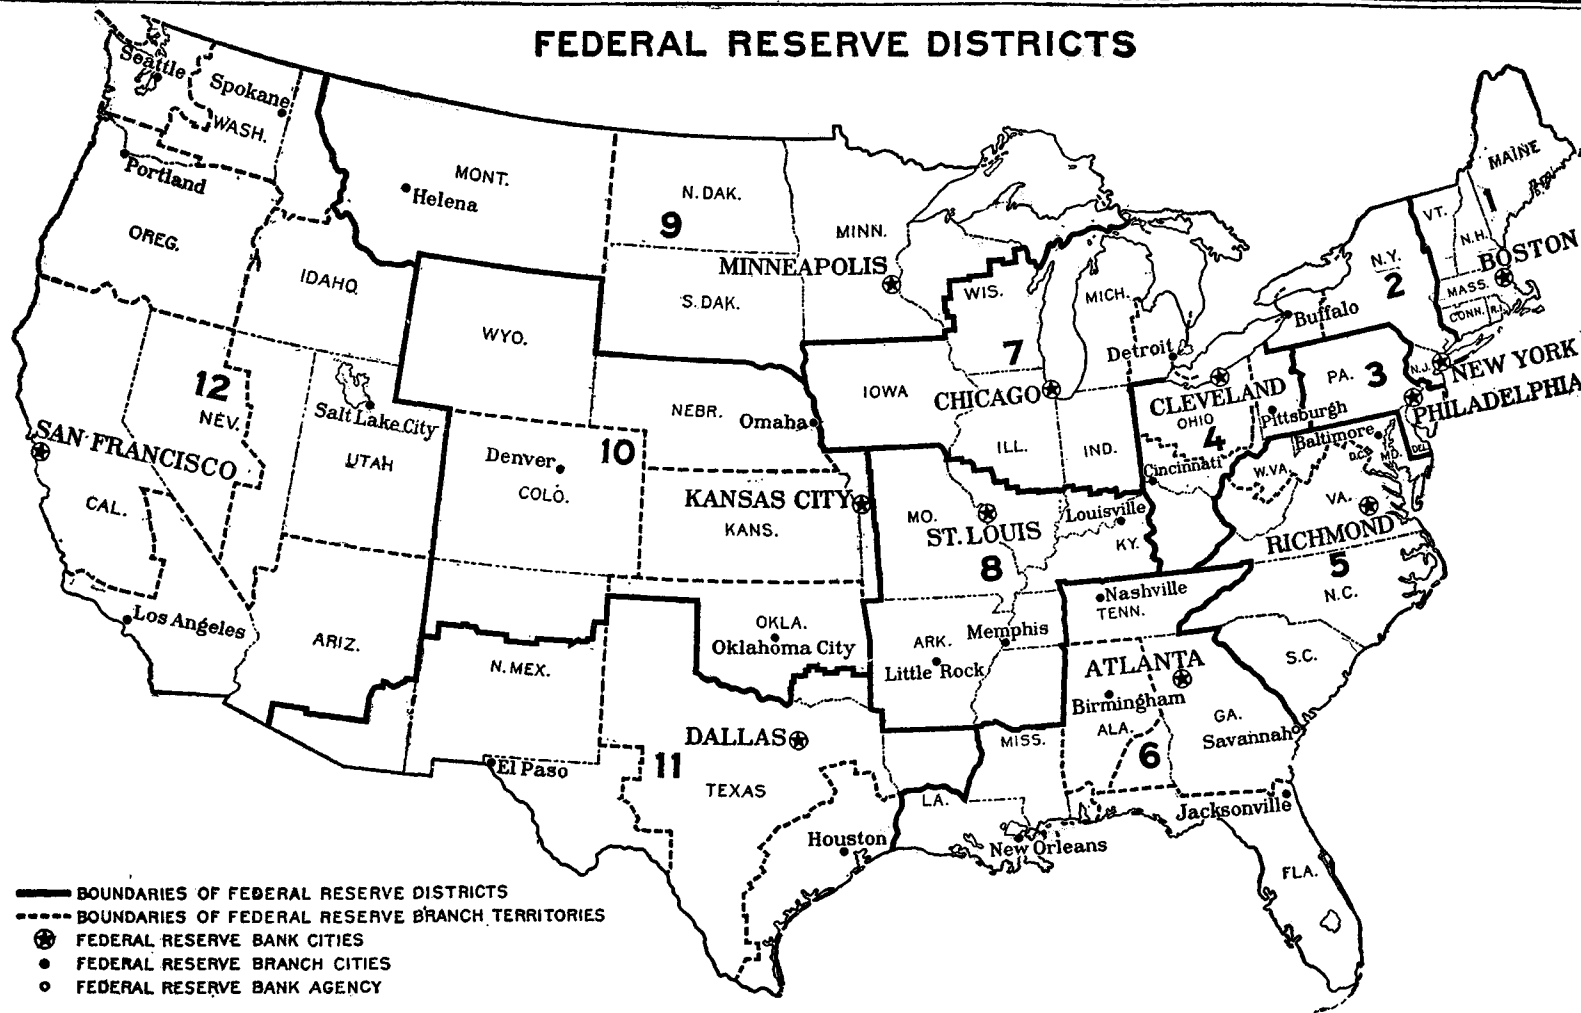 FEDERAL RESERVE DISTRICTS
Seattle
Spokane
WASH.
Portland
OREG.
MONT.
Helena
IDAHO
N. DAK.
9
MINN.
MINNEAPOLIS
S. DAK.
WYO.
WIS.
MICH.
7
Detroit
IOWA
CHICAGO
MAINE
1
VT.
N.H.
BOSTON
N.Y.
2
MASS.
CONN.
R.I.
Buffalo
NEW YORK
N.J.
PA.
3
PHILADELPHIA
CLEVELAND
OHIO
4
Pittsburgh
Cincinnati
Baltimore
D.C.
MD.
DEL.
W.VA.
VA.
RICHMOND
5
N.C.
S.C.
12
NEV.
SAN FRANCISCO
CAL.
Los Angeles
Salt Lake City
UTAH
ARIZ.
NEBR.
Omaha
10
Denver
COLO.
KANSAS CITY
KANS.
ILL.
IND.
MO.
ST. LOUIS
8
Louisville
KY.
Nashville
TENN.
OKLA.
Oklahoma City
ARK.
Memphis
Little Rock
N. MEX.
El Paso
DALLAS
11
TEXAS
Houston
LA.
MISS.
New Orleans
ATLANTA
Birmingham
ALA.
6
GA.
Savannah
Jacksonville
FLA.
BOUNDARIES OF FEDERAL RESERVE DISTRICTS
BOUNDARIES OF FEDERAL RESERVE BRANCH TERRITORIES
FEDERAL RESERVE BANK CITIES
FEDERAL RESERVE BRANCH CITIES
FEDERAL RESERVE BANK AGENCY